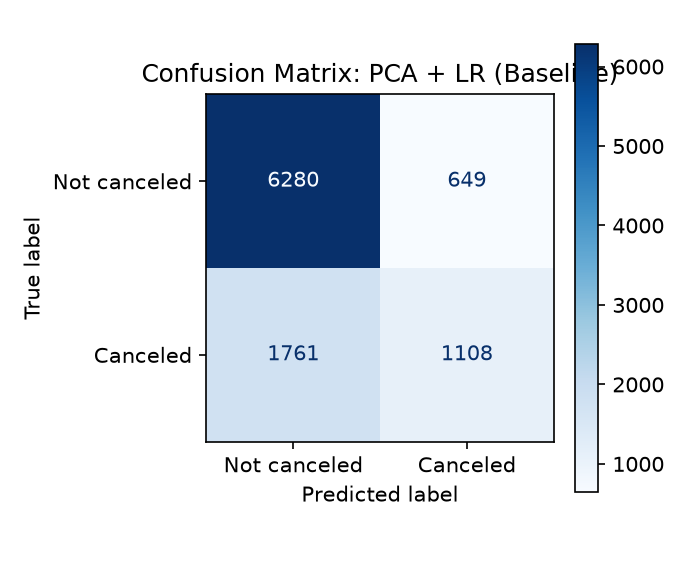 Confusion Matrix: PCA + LR (Baseline)
6000
5000
4000
3000
2000
1000
True label
Not canceled
6280
649
Canceled
1761
1108
Not canceled
Canceled
Predicted label